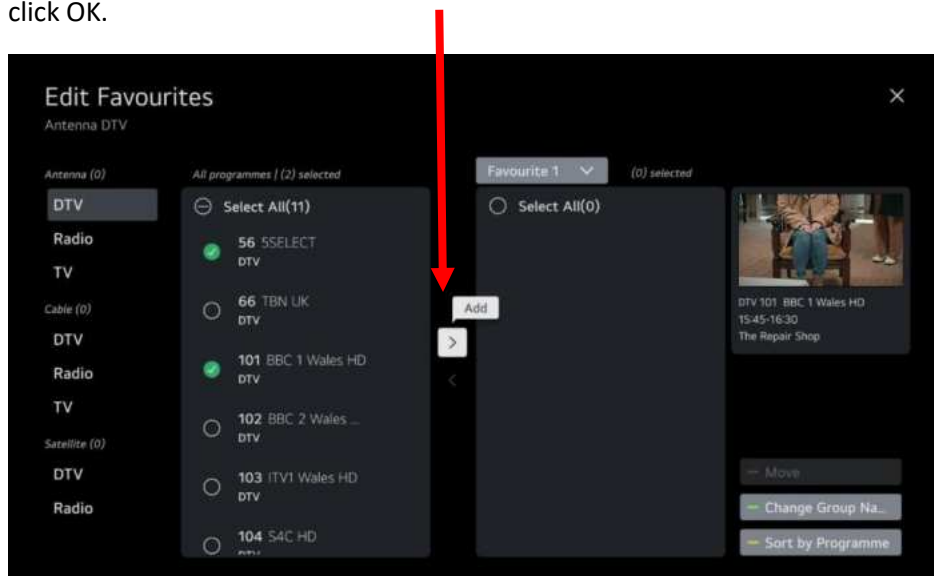 click OK.
Edit Favourites
Antenna DTV
Antenna (0)
DTV
Radio
TV
Cable (0)
DTV
Radio
TV
Satellite (0)
DTV
Radio
All programmes | (2) selected
Select All(11)
56 5SELECT
DTV
66 TBN UK
DTV
101 BBC 1 Wales HD
DTV
102 BBC 2 Wales ...
DTV
103 ITV1 Wales HD
DTV
104 S4C HD
DTV
Add
Favourite 1
(0) selected
Select All(0)
DTV 101 BBC 1 Wales HD
15:45-16:30
The Repair Shop
Move
Change Group Na...
Sort by Programme